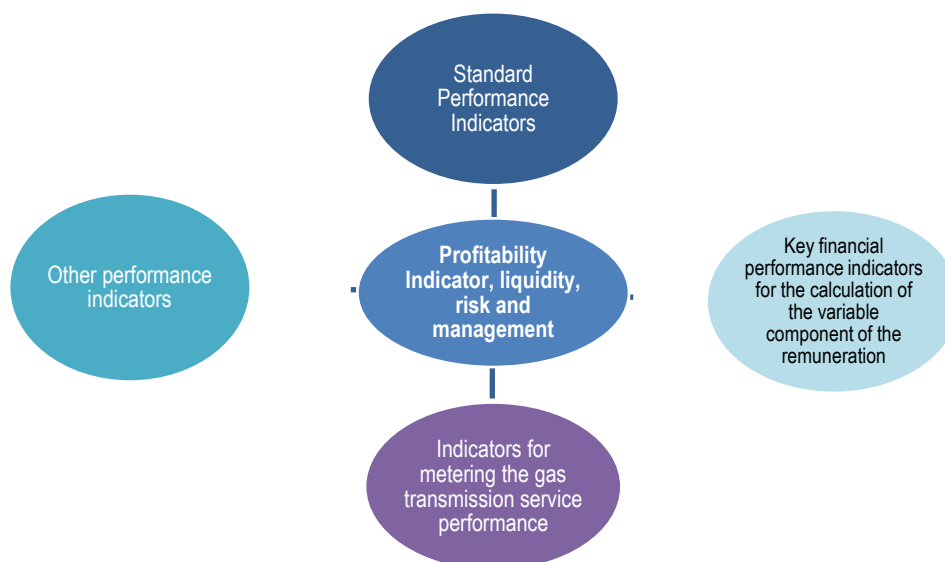 Standard
Performance
Indicators
Other performance
indicators
Profitability
Indicator, liquidity,
risk and
management
Key financial
performance indicators
for the calculation of
the variable
component of the
remuneration
Indicators for
metering the gas
transmission service
performance